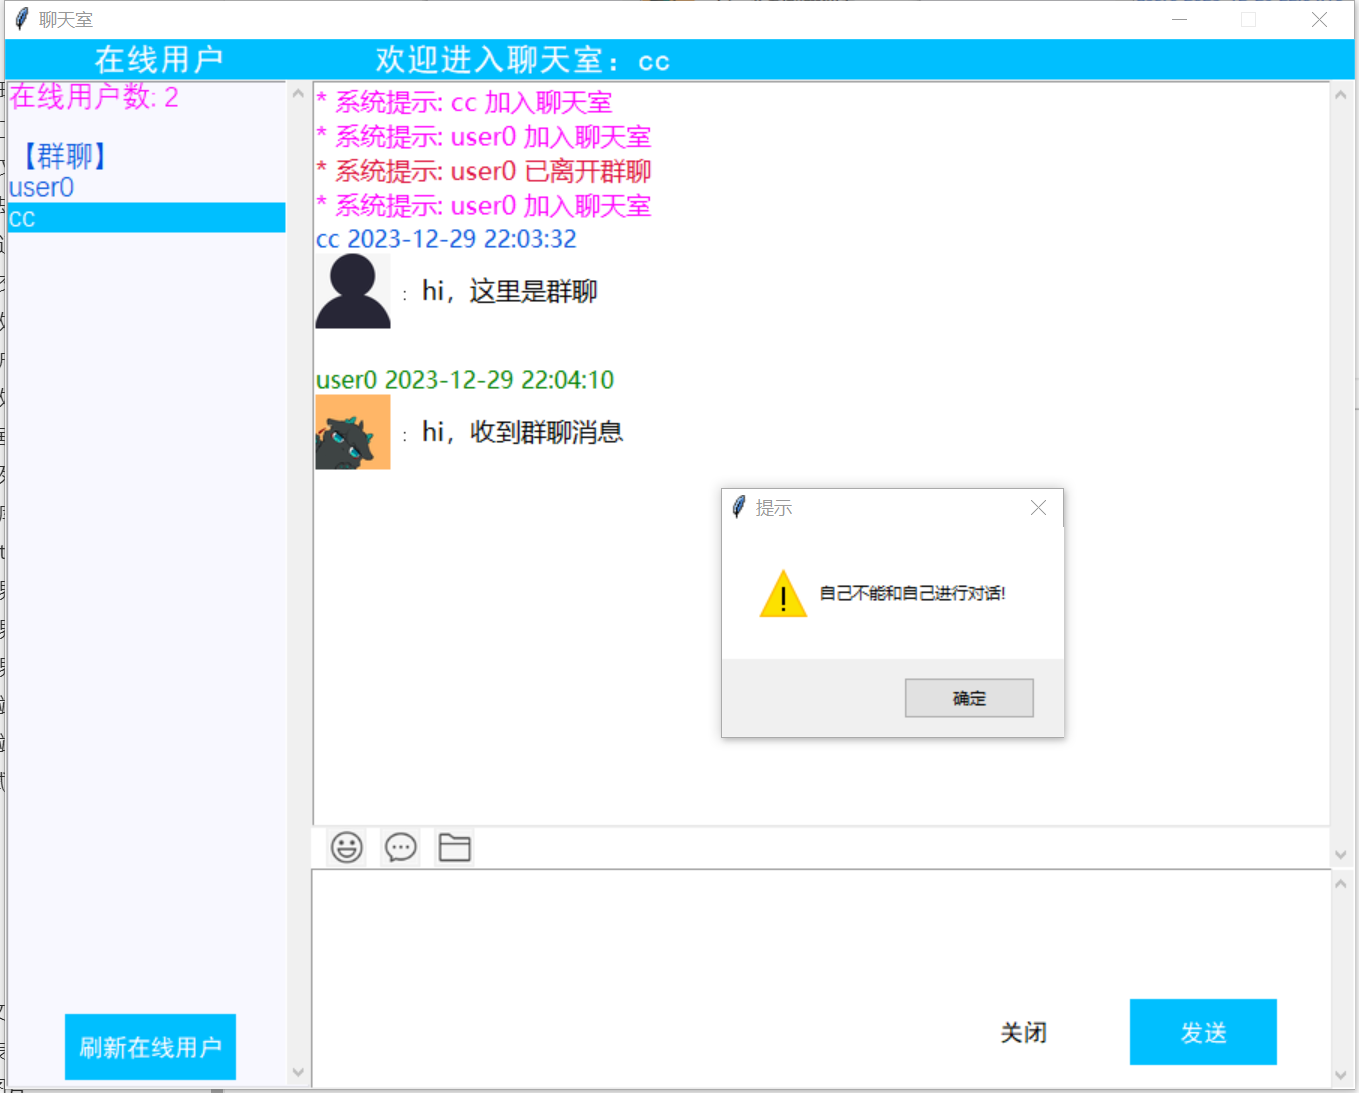 聊天室
在线用户
欢迎进入聊天室：cc
在线用户数: 2
【群聊】
user0
cc
刷新在线用户
* 系统提示: cc 加入聊天室
* 系统提示: user0 加入聊天室
* 系统提示: user0 已离开群聊
* 系统提示: user0 加入聊天室
cc 2023-12-29 22:03:32
： hi，这里是群聊
user0 2023-12-29 22:04:10
： hi，收到群聊消息
提示
自己不能和自己进行对话!
确定
关闭
发送